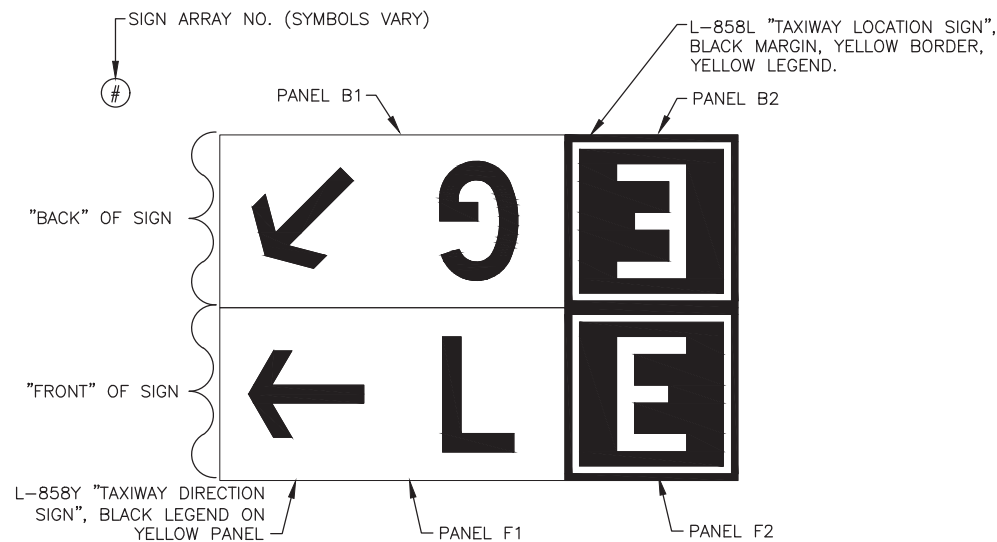 SIGN ARRAY NO. (SYMBOLS VARY)
#
L-858L "TAXIWAY LOCATION SIGN",
BLACK MARGIN, YELLOW BORDER,
YELLOW LEGEND.
PANEL B1
PANEL B2
"BACK" OF SIGN
G E
"FRONT" OF SIGN
L E
L-858Y "TAXIWAY DIRECTION
SIGN", BLACK LEGEND ON
YELLOW PANEL
PANEL F1
PANEL F2